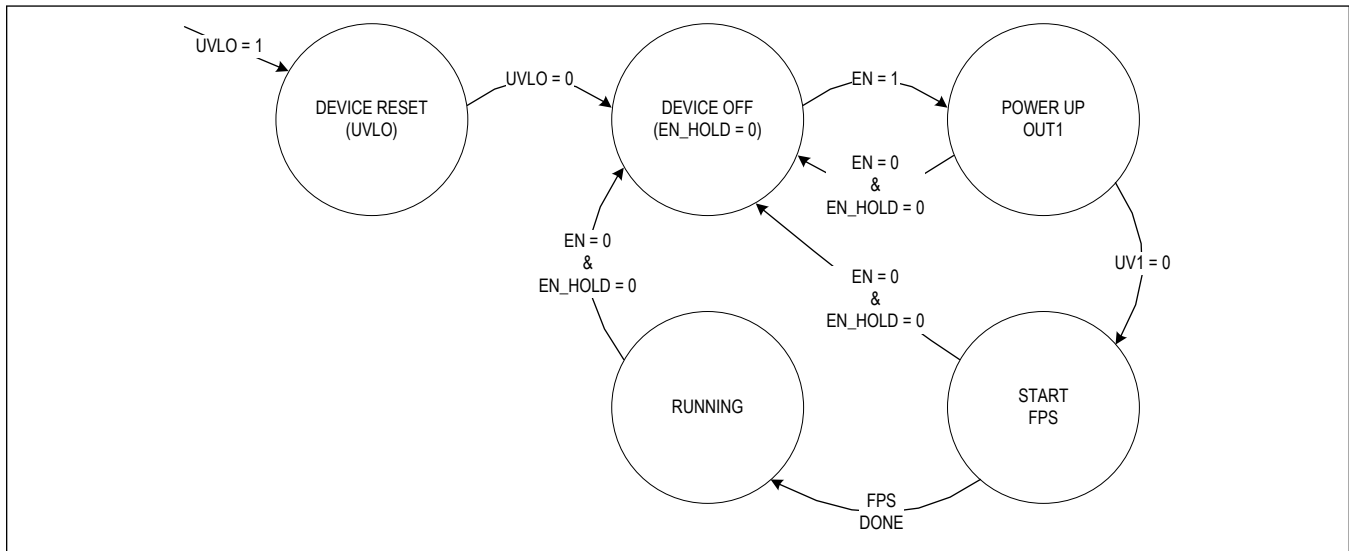 UVLO = 1
DEVICE RESET
(UVLO)
UVLO = 0
DEVICE OFF
(EN_HOLD = 0)
EN = 1
POWER UP
OUT1
EN = 0
&
EN_HOLD = 0
EN = 0
&
EN_HOLD = 0
EN = 0
&
EN_HOLD = 0
UV1 = 0
RUNNING
START
FPS
FPS
DONE